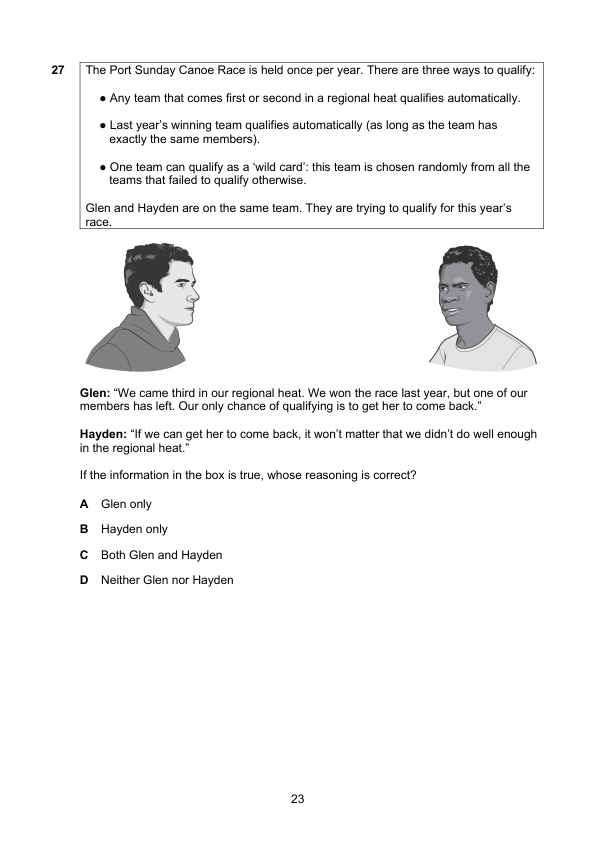 27
The Port Sunday Canoe Race is held once per year. There are three ways to qualify:
● Any team that comes first or second in a regional heat qualifies automatically.
● Last year’s winning team qualifies automatically (as long as the team has
exactly the same members).
● One team can qualify as a ‘wild card’: this team is chosen randomly from all the
teams that failed to qualify otherwise.
Glen and Hayden are on the same team. They are trying to qualify for this year’s
race.
Glen: “We came third in our regional heat. We won the race last year, but one of our
members has left. Our only chance of qualifying is to get her to come back.”
Hayden: “If we can get her to come back, it won’t matter that we didn’t do well enough
in the regional heat.”
If the information in the box is true, whose reasoning is correct?
A Glen only
B Hayden only
C Both Glen and Hayden
D Neither Glen nor Hayden
23